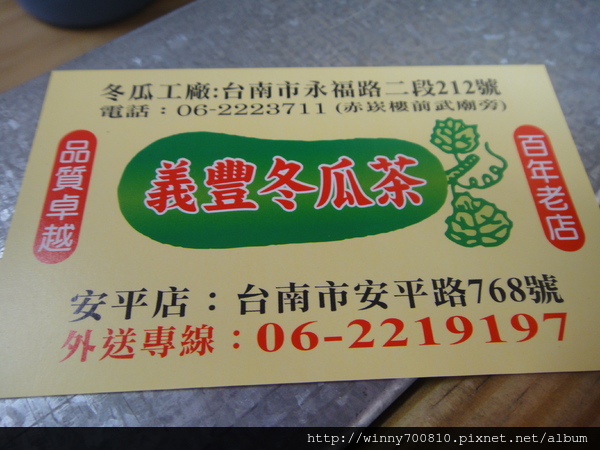 冬瓜工廠:台南市永福路二段212號
電話：06-2223711 (赤崁樓前武廟旁)
品質卓越
義豐冬瓜茶
百年老店
安平店：台南市安平路768號
外送專線：06-2219197
http://winny700810.pixnet.net/album